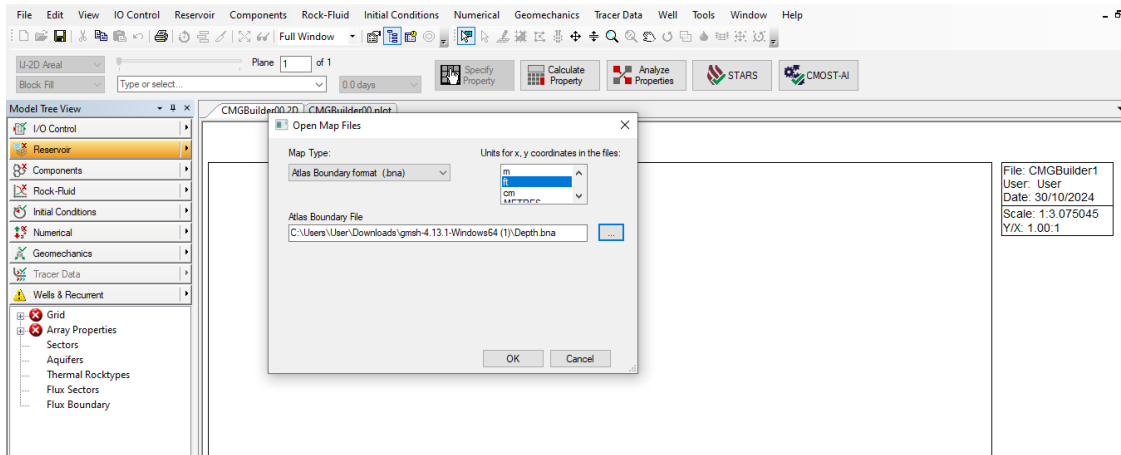 File Edit View IO Control Reservoir Components Rock-Fluid Initial Conditions Numerical Geomechanics Tracer Data Well Tools Window Help
Full Window
IJ-2D Areal Plane 1 of 1
Block Fill Type or select... 0.0 days
Specify Property
Calculate Property
Analyze Properties
STARS
CMOST-AI
Model Tree View
CMGBuilder00.2D CMGBuilder00.plot
I/O Control
Reservoir
Components
Rock-Fluid
Initial Conditions
Numerical
Geomechanics
Tracer Data
Wells & Recurrent
Grid
Array Properties
Sectors
Aquifers
Thermal Rocktypes
Flux Sectors
Flux Boundary
Open Map Files
Map Type:
Units for x, y coordinates in the files:
Atlas Boundary format (.bna)
m
ft
cm
METRES
Atlas Boundary File
C:\Users\User\Downloads\gmsh-4.13.1-Windows64 (1)\Depth.bna
...
OK Cancel
File: CMGBuilder1
User: User
Date: 30/10/2024
Scale: 1:3.075045
Y/X: 1.00:1